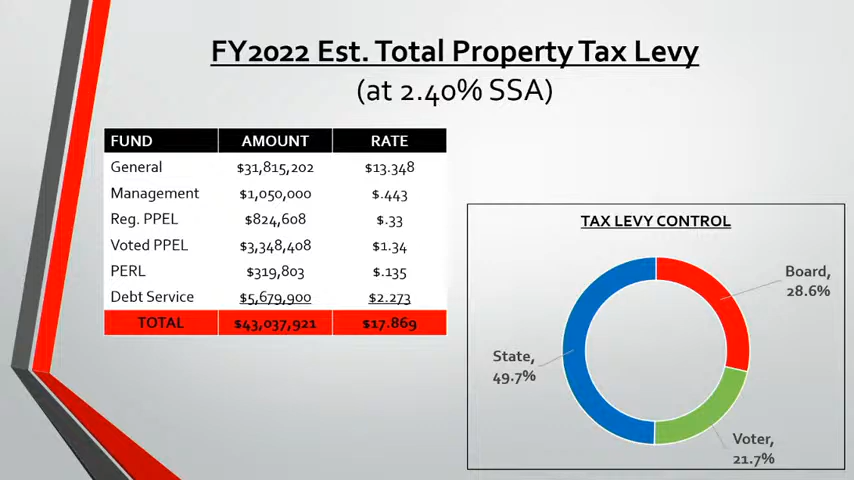 FY2022 Est. Total Property Tax Levy
(at 2.40% SSA)
FUND AMOUNT RATE
General $31,815,202 $13.348
Management $1,050,000 $.443
Reg. PPEL $824,608 $.33
Voted PPEL $3,348,408 $1.34
PERL $319,803 $.135
Debt Service $5,679,900 $2.273
TOTAL $43,037,921 $17.869
TAX LEVY CONTROL
Board,
28.6%
State,
49.7%
Voter,
21.7%